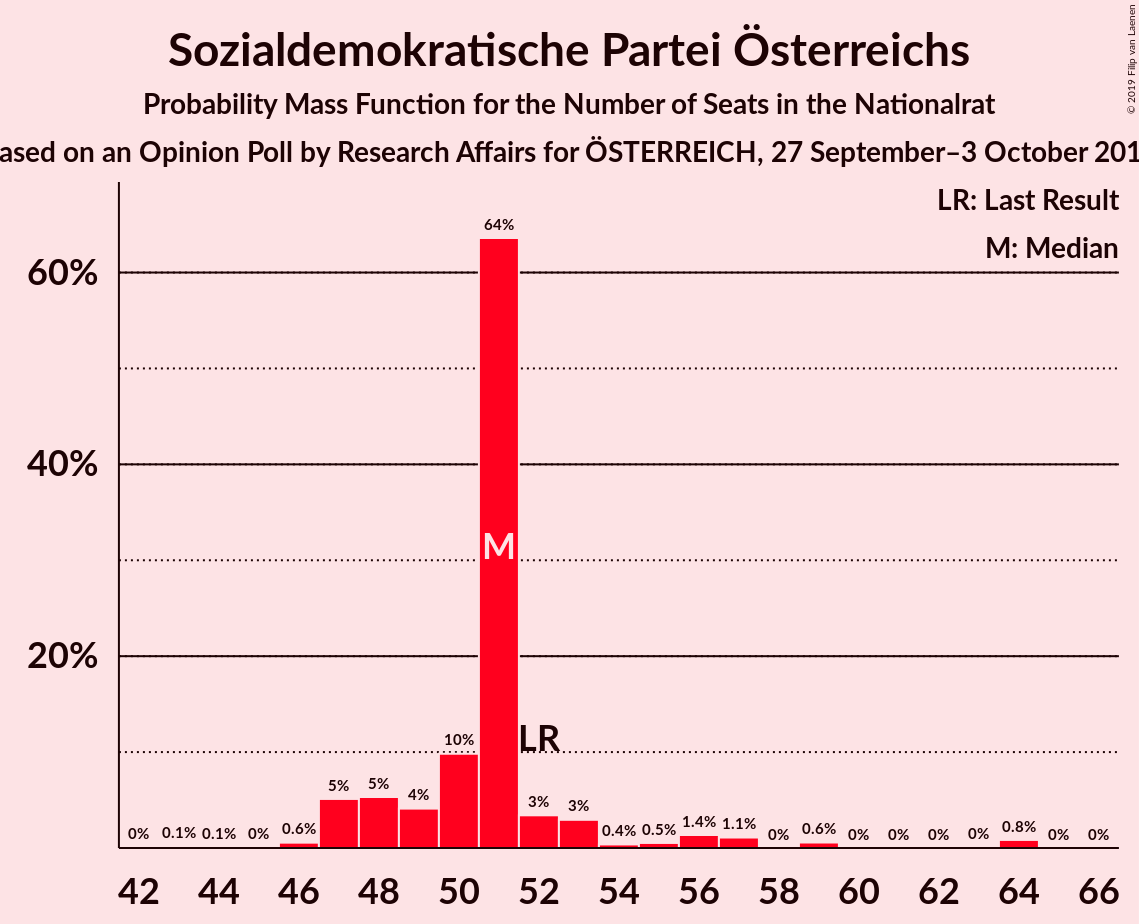 Sozialdemokratische Partei Österreichs
Probability Mass Function for the Number of Seats in the Nationalrat
ased on an Opinion Poll by Research Affairs for ÖSTERREICH, 27 September–3 October 201
© 2019 Filip van Laenen
LR: Last Result
M: Median
60%
40%
20%
0% 0.1% 0.1% 0% 0.6% 5% 5% 4% 10% 64% 3% 3% 0.4% 0.5% 1.4% 1.1% 0% 0.6% 0% 0% 0% 0% 0.8% 0% 0%
M
LR
42 44 46 48 50 52 54 56 58 60 62 64 66